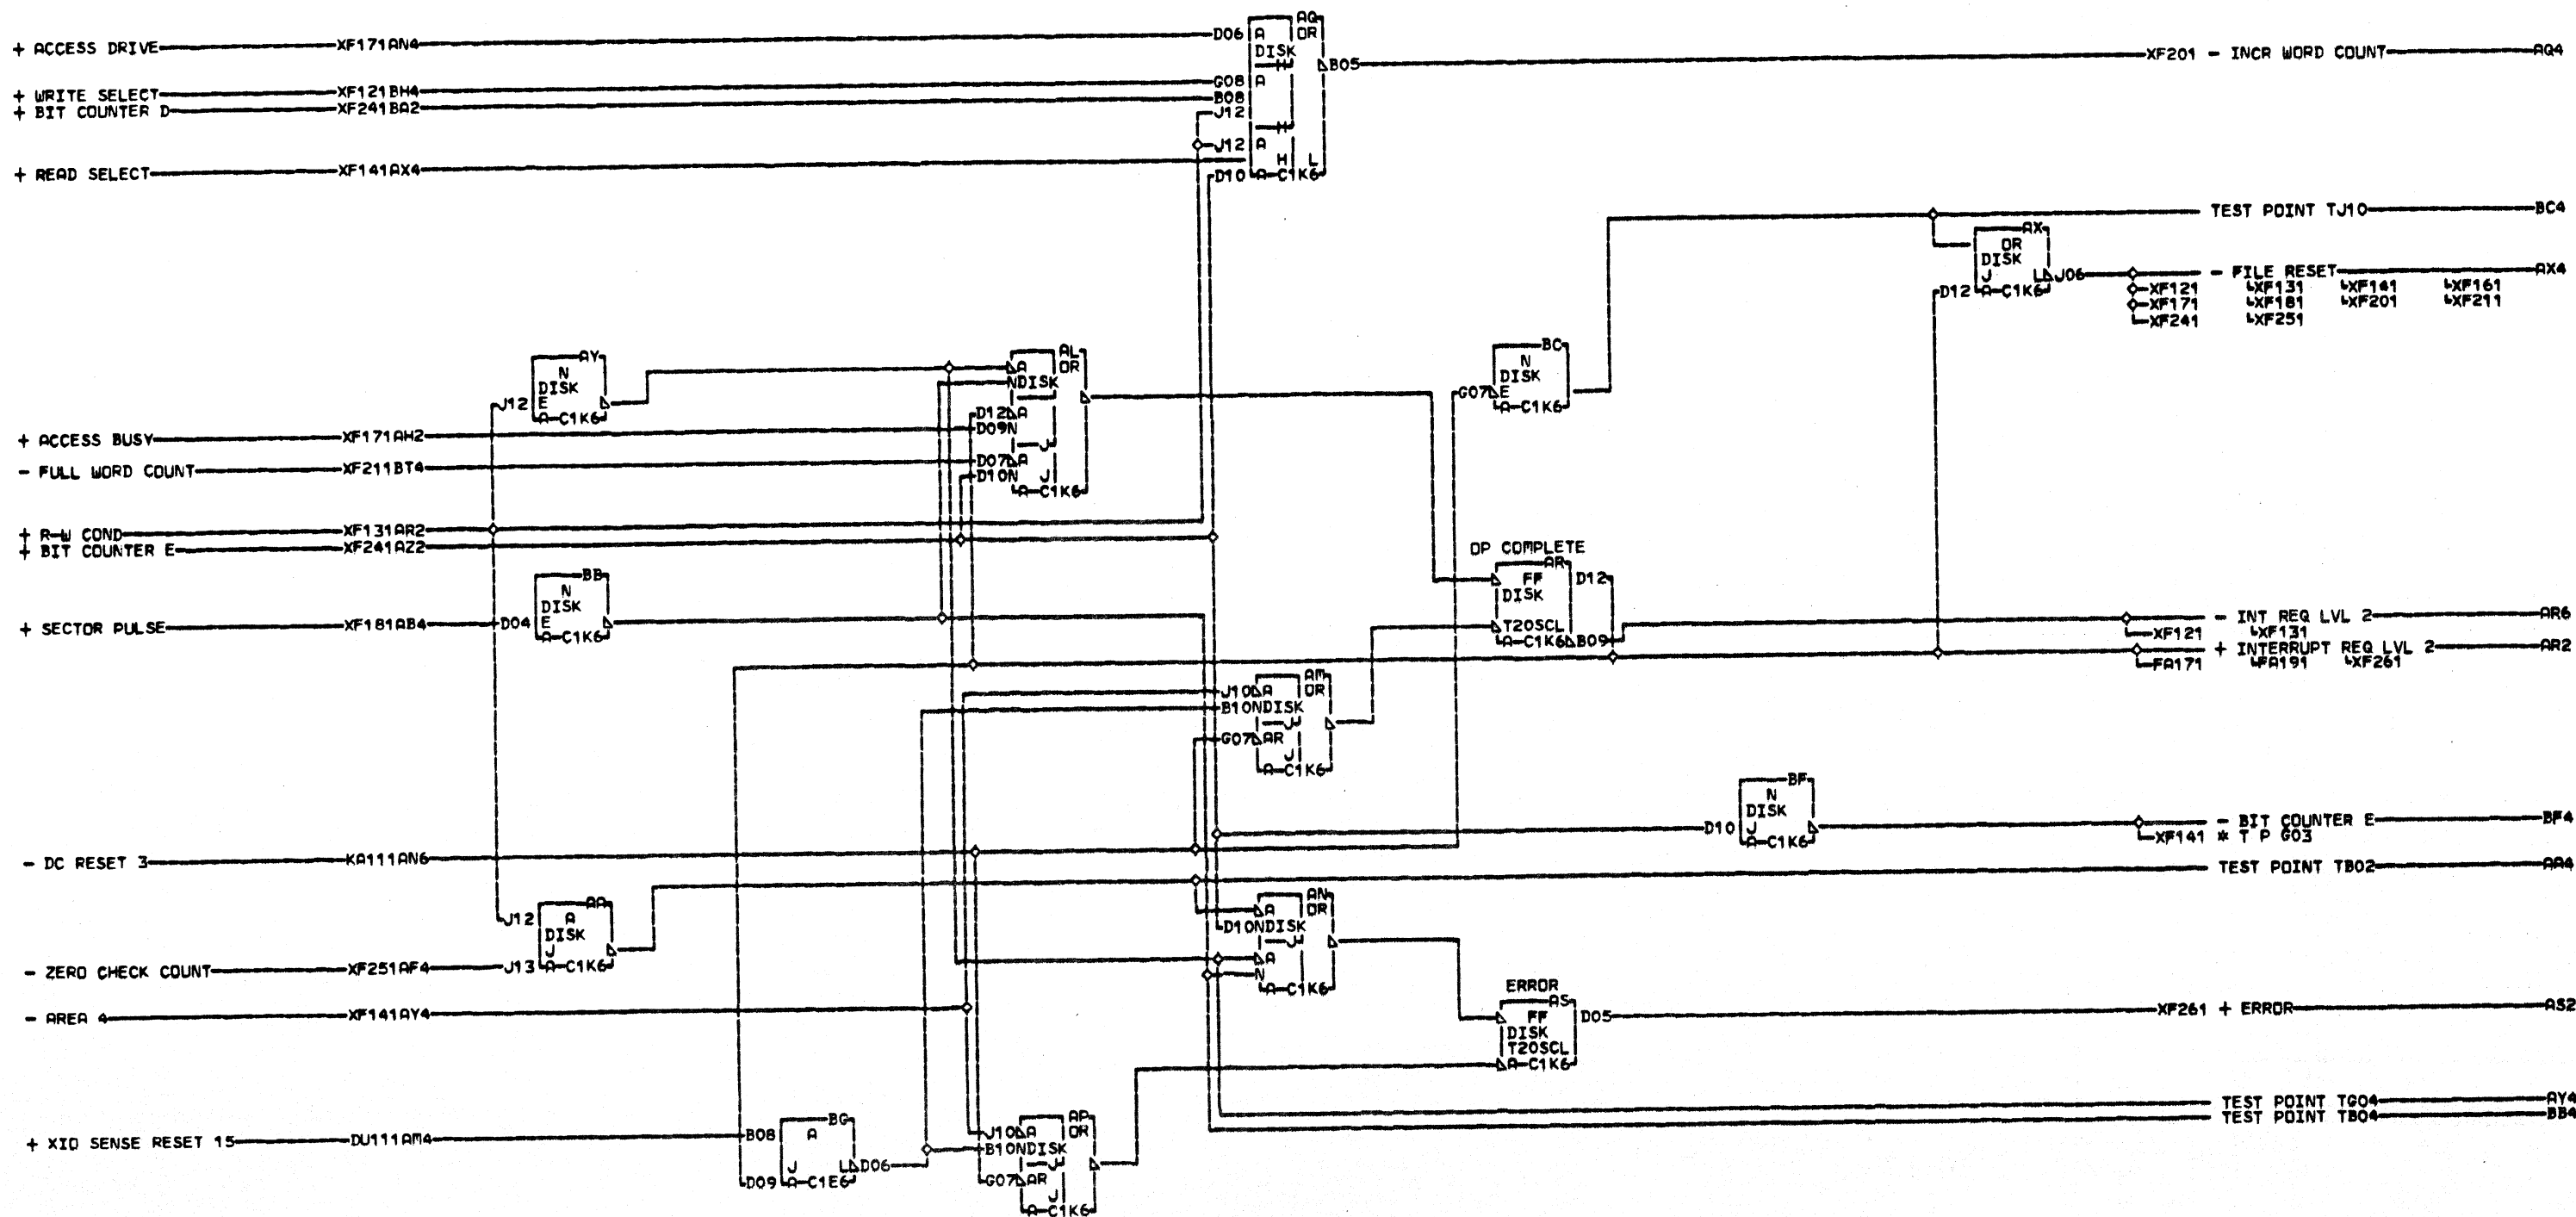 + ACCESS DRIVE XF171AN4
+ WRITE SELECT XF121BH4
+ BIT COUNTER D XF241BA2
+ READ SELECT XF141AX4
D06 A AQ OR
DISK
H
G08 A
B08
J12
H
J12 A
H L
D10 A-C1K6
B05
XF201 - INCR WORD COUNT AQ4
TEST POINT TJ10 BC4
AX
OR
DISK
J L J06
D12 A-C1K6
- FILE RESET AX4
XF121 XF131 XF141 XF161
XF171 XF181 XF201 XF211
XF241 XF251
AY
N
DISK
J12 E
A-C1K6
AL
A OR
NDISK
D12 A
D09N
J
D07 A
D10N J
A-C1K6
BC
N
DISK
G07 E
A-C1K6
+ ACCESS BUSY XF171AH2
- FULL WORD COUNT XF211BT4
+ R-W COND XF131AR2
+ BIT COUNTER E XF241AZ2
BB
N
DISK
D04 E
A-C1K6
+ SECTOR PULSE XF181AB4
OP COMPLETE
AR
FF D12
DISK
T20SCL
A-C1K6 B09
- INT REQ LVL 2 AR6
XF121 XF131
+ INTERRUPT REQ LVL 2 AR2
FA171 FA191 XF261
AM
J10 A OR
B10NDISK
J
G07 AR
J
A-C1K6
BF
N
DISK
D10 J
A-C1K6
- BIT COUNTER E BF4
XF141 * T P G03
- DC RESET 3 KA111AN6
TEST POINT TB02 AA4
AA
J12 A
DISK
J
J13 A-C1K6
- ZERO CHECK COUNT XF251AF4
AN
A OR
D10NDISK
J
A
N
A-C1K6
- AREA 4 XF141AY4
ERROR
AS
FF D05
DISK
T20SCL
A-C1K6
XF261 + ERROR AS2
TEST POINT TG04 AY4
TEST POINT TB04 BB4
+ XIO SENSE RESET 15 DU111AM4
BG
B08 A
J L D06
D09 A-C1E6
AP
J10 A OR
B10NDISK
J
G07 AR
J
A-C1K6